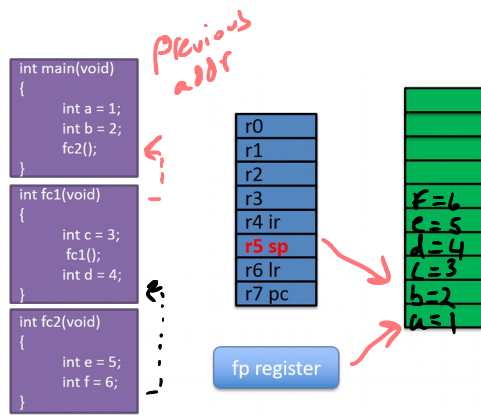 Previous
addr
int main(void)
{
int a = 1;
int b = 2;
fc2();
}
int fc1(void)
{
int c = 3;
fc1();
int d = 4;
}
int fc2(void)
{
int e = 5;
int f = 6;
}
r0
r1
r2
r3
r4 ir
r5 sp
r6 lr
r7 pc
fp register
F=6
e=5
d=4
c=3
b=2
a=1